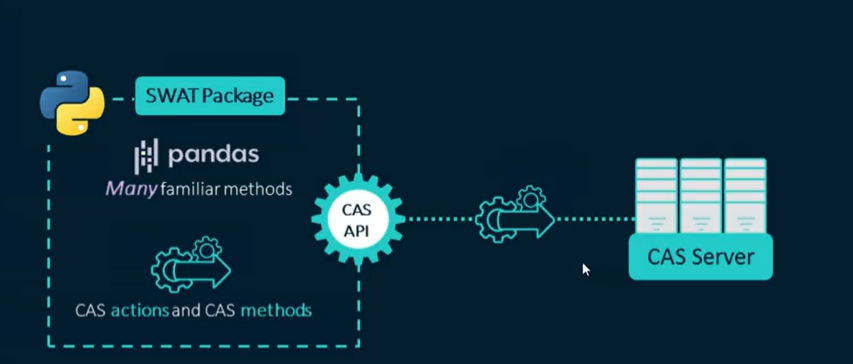 SWAT Package
pandas
Many familiar methods
CAS
API
CAS actions and CAS methods
CAS Server